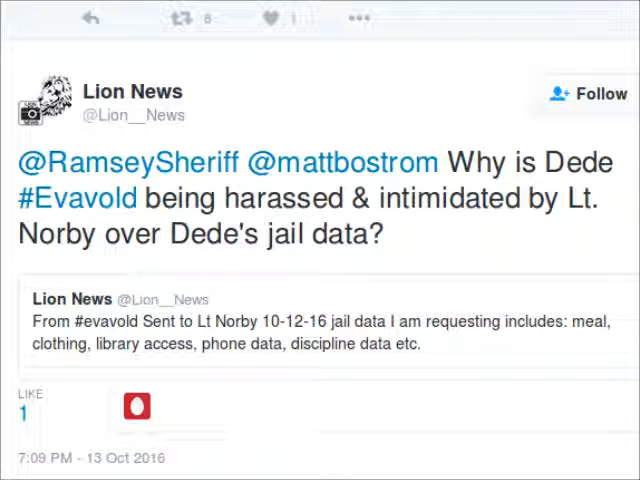 6 1
Lion News
@Lion__News
Follow
@RamseySheriff @mattbostrom Why is Dede
#Evavold being harassed & intimidated by Lt.
Norby over Dede's jail data?
Lion News @Lion__News
From #evavold Sent to Lt Norby 10-12-16 jail data I am requesting includes: meal,
clothing, library access, phone data, discipline data etc.
LIKE
1
7:09 PM - 13 Oct 2016